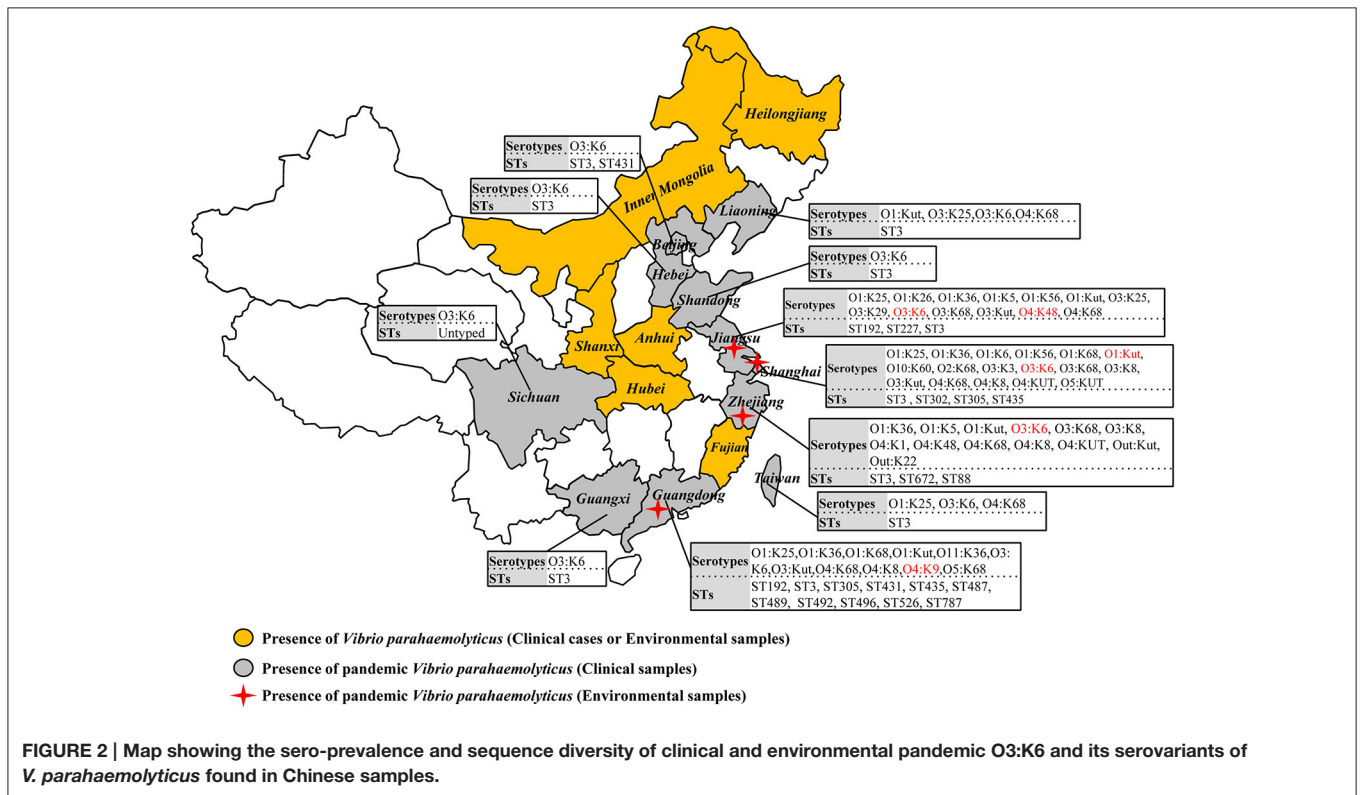 Heilongjiang
Serotypes O3:K6
STs ST3, ST431
Serotypes O3:K6
STs ST3
Inner Mongolia
Liaoning
Serotypes O1:Kut, O3:K25,O3:K6,O4:K68
STs ST3
Beijing
Hebei
Serotypes O3:K6
STs ST3
Shandong
Serotypes O1:K25, O1:K26, O1:K36, O1:K5, O1:K56, O1:Kut, O3:K25,
O3:K29, O3:K6, O3:K68, O3:Kut, O4:K48, O4:K68
STs ST192, ST227, ST3
Serotypes O3:K6
STs Untyped
Jiangsu
Shanxi
Anhui
Shanghai
Serotypes O1:K25, O1:K36, O1:K6, O1:K56, O1:K68, O1:Kut,
O10:K60, O2:K68, O3:K3, O3:K6, O3:K68, O3:K8,
O3:Kut, O4:K68, O4:K8, O4:KUT, O5:KUT
STs ST3 , ST302, ST305, ST435
Sichuan
Hubei
Zhejiang
Serotypes O1:K36, O1:K5, O1:Kut, O3:K6, O3:K68, O3:K8,
O4:K1, O4:K48, O4:K68, O4:K8, O4:KUT, Out:Kut,
Out:K22
STs ST3, ST672, ST88
Fujian
Taiwan
Guangxi
Guangdong
Serotypes O1:K25, O3:K6, O4:K68
STs ST3
Serotypes O3:K6
STs ST3
Serotypes O1:K25,O1:K36,O1:K68,O1:Kut,O11:K36,O3:
K6,O3:Kut,O4:K68,O4:K8,O4:K9,O5:K68
STs ST192, ST3, ST305, ST431, ST435, ST487,
ST489, ST492, ST496, ST526, ST787
Presence of Vibrio parahaemolyticus (Clinical cases or Environmental samples)
Presence of pandemic Vibrio parahaemolyticus (Clinical samples)
Presence of pandemic Vibrio parahaemolyticus (Environmental samples)
FIGURE 2 | Map showing the sero-prevalence and sequence diversity of clinical and environmental pandemic O3:K6 and its serovariants of
V. parahaemolyticus found in Chinese samples.